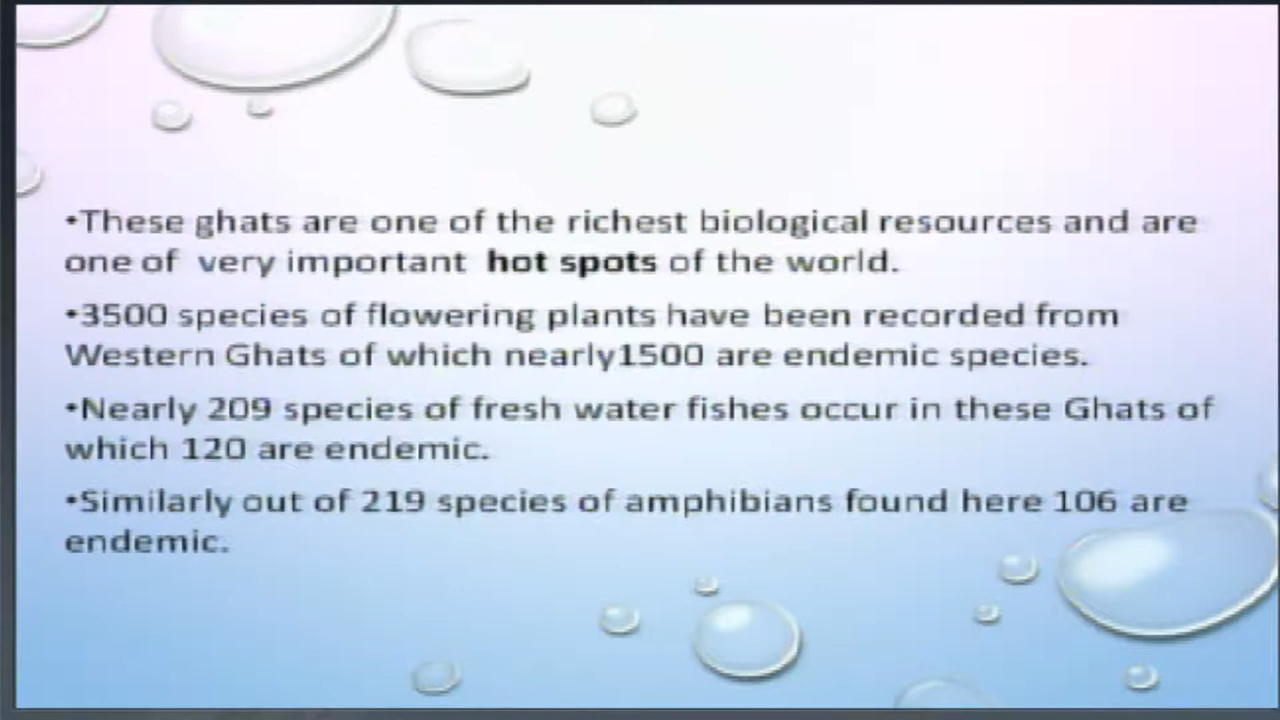 •These ghats are one of the richest biological resources and are
one of very important hot spots of the world.
•3500 species of flowering plants have been recorded from
Western Ghats of which nearly1500 are endemic species.
•Nearly 209 species of fresh water fishes occur in these Ghats of
which 120 are endemic.
•Similarly out of 219 species of amphibians found here 106 are
endemic.